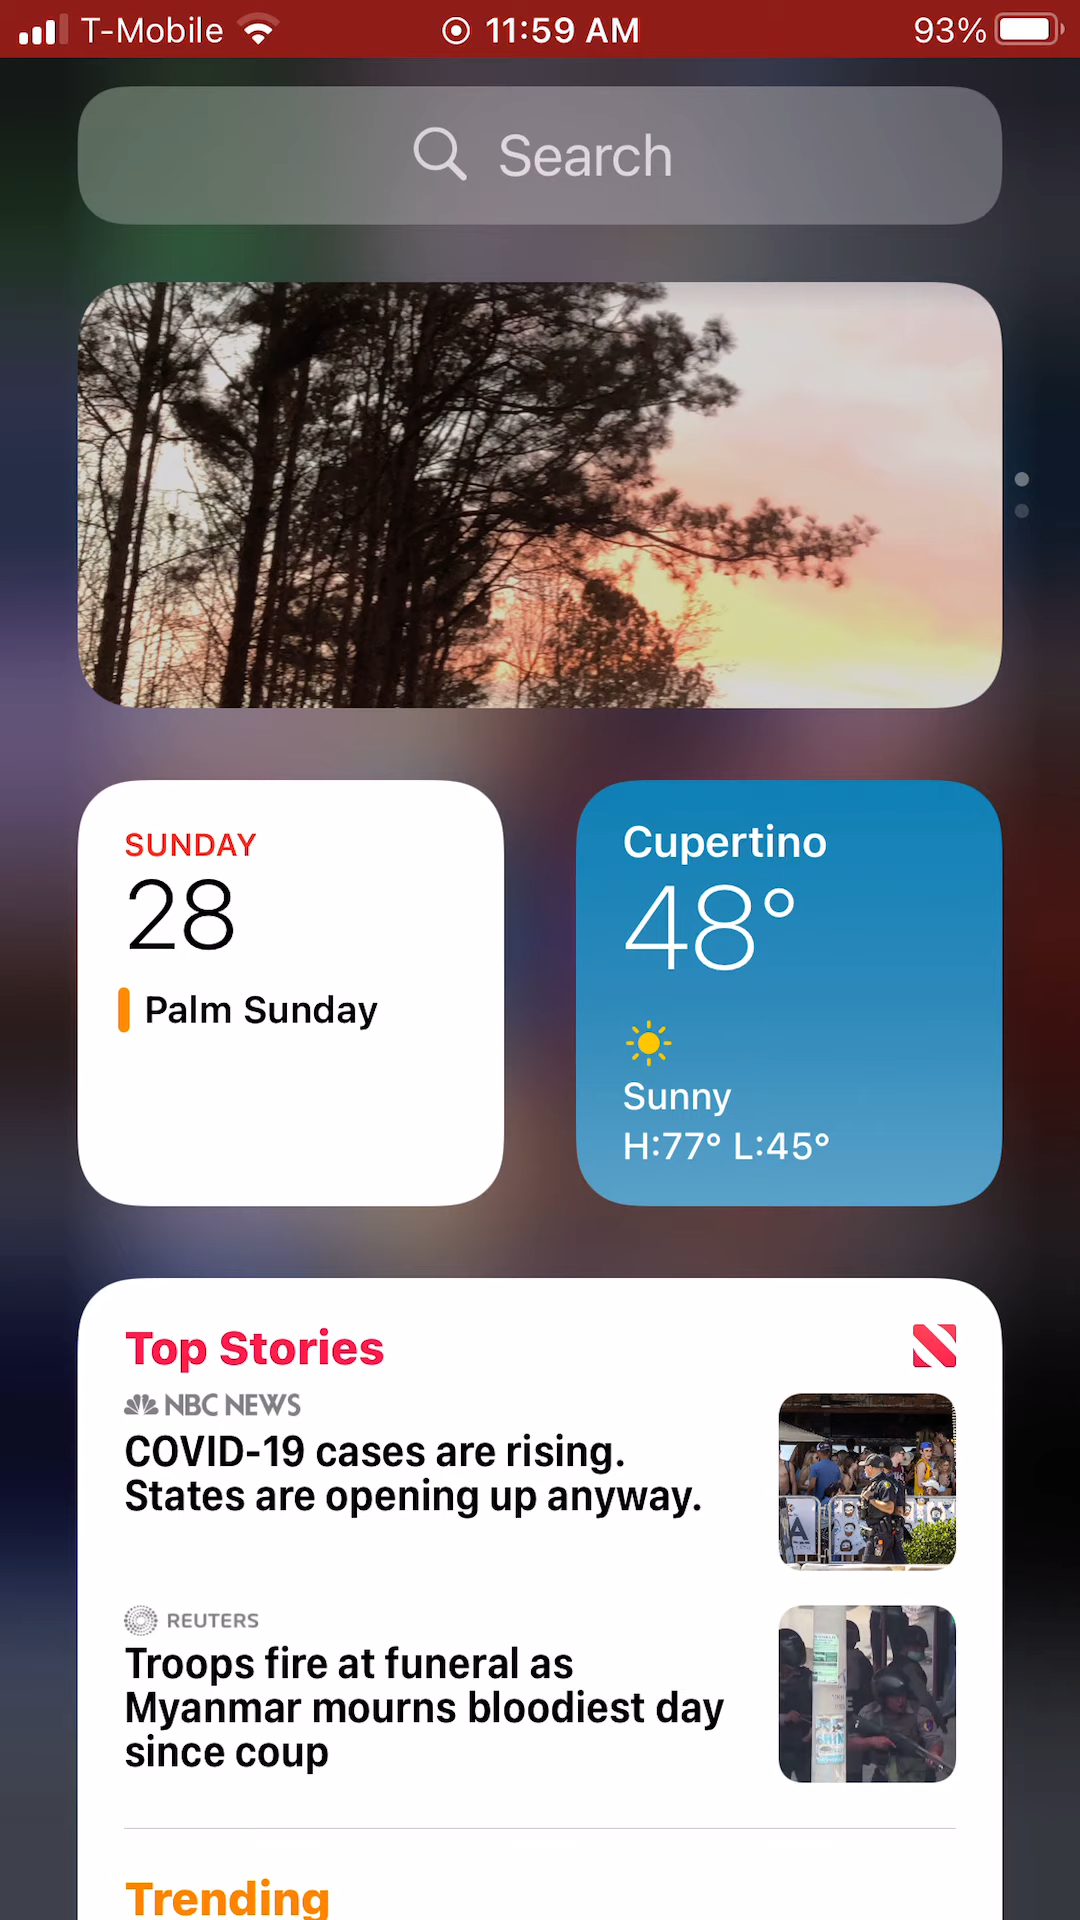 T-Mobile 11:59 AM 93%
Search
SUNDAY
28
Palm Sunday
Cupertino
48°
Sunny
H:77° L:45°
Top Stories
NBC NEWS
COVID-19 cases are rising.
States are opening up anyway.
REUTERS
Troops fire at funeral as
Myanmar mourns bloodiest day
since coup
Trending